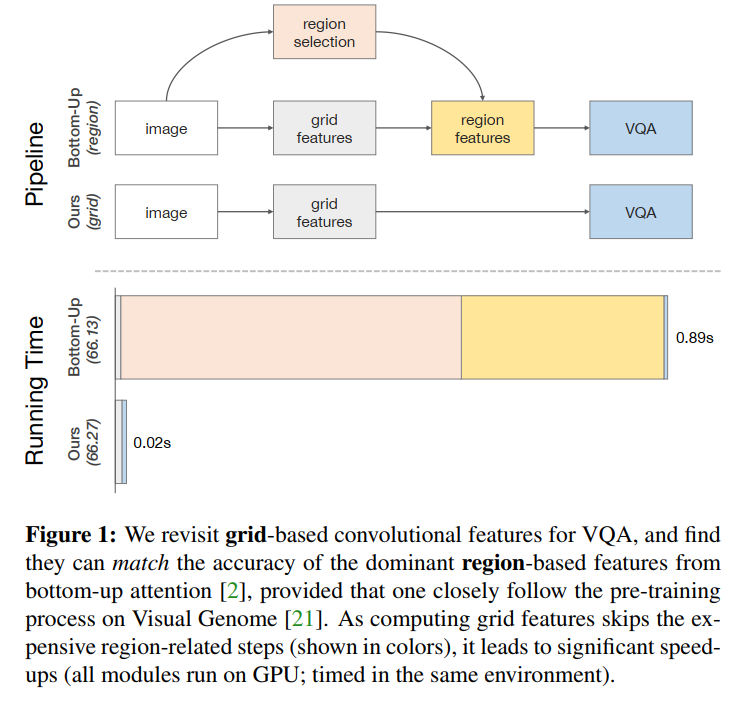 region
selection
Pipeline
Bottom-Up
(region)
image
grid
features
region
features
VQA
Ours
(grid)
image
grid
features
VQA
Running Time
Bottom-Up
(66.13)
0.89s
Ours
(66.27)
0.02s
Figure 1: We revisit grid-based convolutional features for VQA, and find
they can match the accuracy of the dominant region-based features from
bottom-up attention [2], provided that one closely follow the pre-training
process on Visual Genome [21]. As computing grid features skips the ex-
pensive region-related steps (shown in colors), it leads to significant speed-
ups (all modules run on GPU; timed in the same environment).